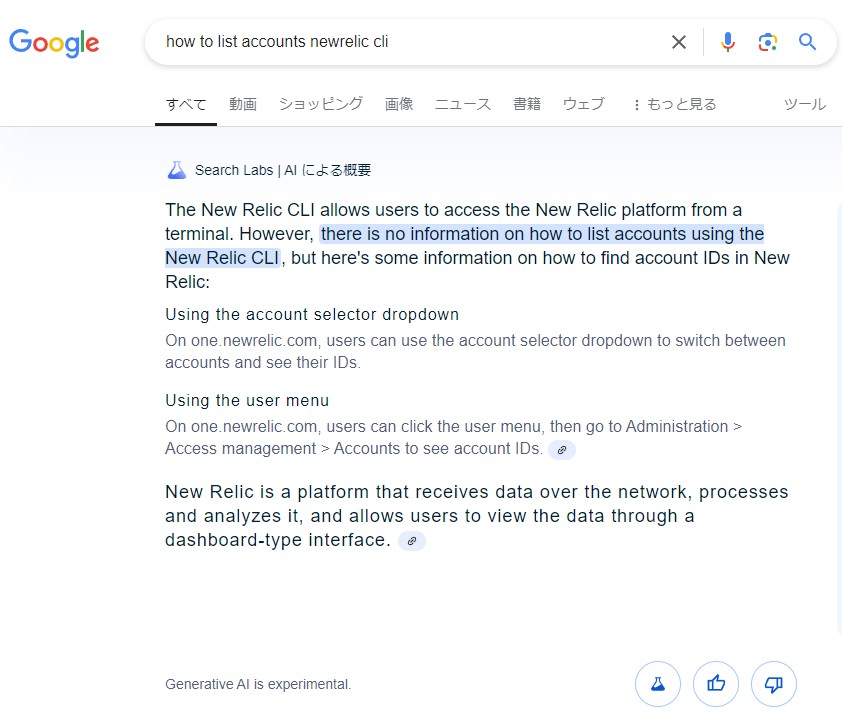 Google
how to list accounts newrelic cli
すべて 動画 ショッピング 画像 ニュース 書籍 ウェブ もっと見る ツール
Search Labs | AI による概要
The New Relic CLI allows users to access the New Relic platform from a
terminal. However, there is no information on how to list accounts using the
New Relic CLI, but here's some information on how to find account IDs in New
Relic:
Using the account selector dropdown
On one.newrelic.com, users can use the account selector dropdown to switch between
accounts and see their IDs.
Using the user menu
On one.newrelic.com, users can click the user menu, then go to Administration >
Access management > Accounts to see account IDs.
New Relic is a platform that receives data over the network, processes
and analyzes it, and allows users to view the data through a
dashboard-type interface.
Generative AI is experimental.